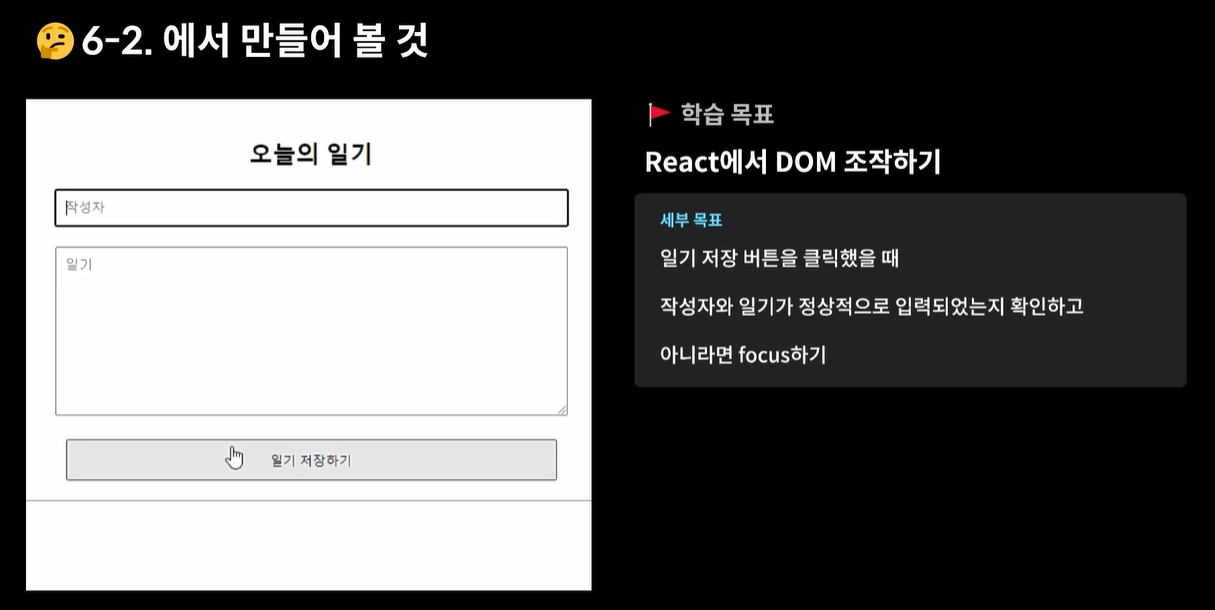 🤔 6-2. 에서 만들어 볼 것
오늘의 일기
작성자
일기
일기 저장하기
🚩 학습 목표
React에서 DOM 조작하기
세부 목표
일기 저장 버튼을 클릭했을 때
작성자와 일기가 정상적으로 입력되었는지 확인하고
아니라면 focus하기